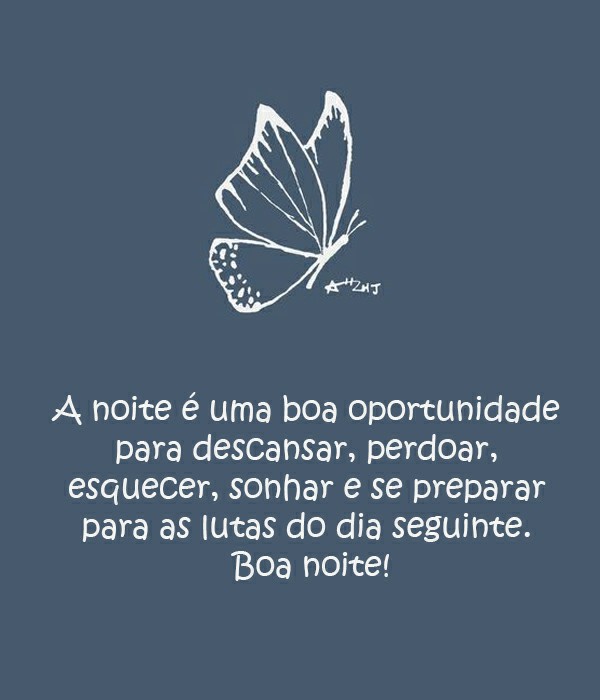 A noite é uma boa oportunidade
para descansar, perdoar,
esquecer, sonhar e se preparar
para as lutas do dia seguinte.
Boa noite!